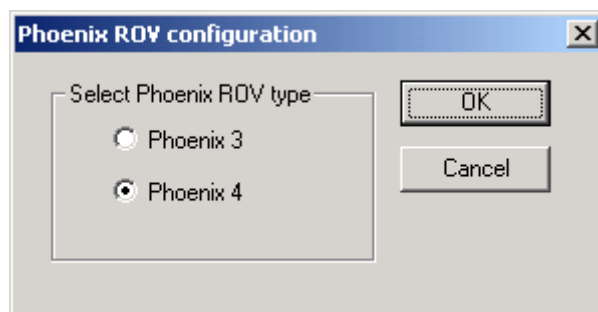 Phoenix ROV configuration
Select Phoenix ROV type
Phoenix 3
Phoenix 4
OK
Cancel